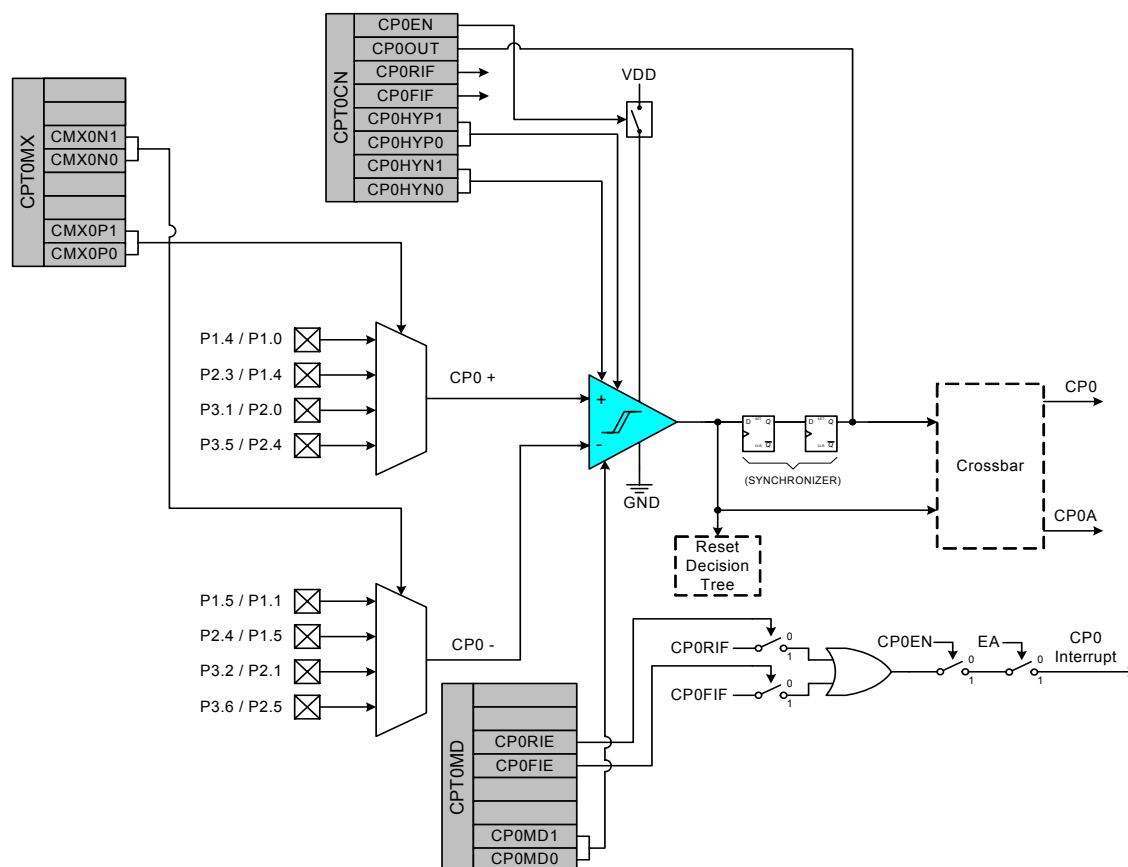 CPT0CN
CP0EN
CP0OUT
CP0RIF
CP0FIF
CP0HYP1
CP0HYP0
CP0HYN1
CP0HYN0
VDD
CPT0MX
CMX0N1
CMX0N0
CMX0P1
CMX0P0
P1.4 / P1.0
P2.3 / P1.4
P3.1 / P2.0
P3.5 / P2.4
CP0 +
+
-
GND
D SET Q
CLR Q
D SET Q
CLR Q
(SYNCHRONIZER)
Crossbar
CP0
CP0A
Reset
Decision
Tree
P1.5 / P1.1
P2.4 / P1.5
P3.2 / P2.1
P3.6 / P2.5
CP0 -
CPT0MD
CP0RIE
CP0FIE
CP0MD1
CP0MD0
CP0RIF
0
1
CP0FIF
0
1
CP0EN
0
1
EA
0
1
CP0
Interrupt